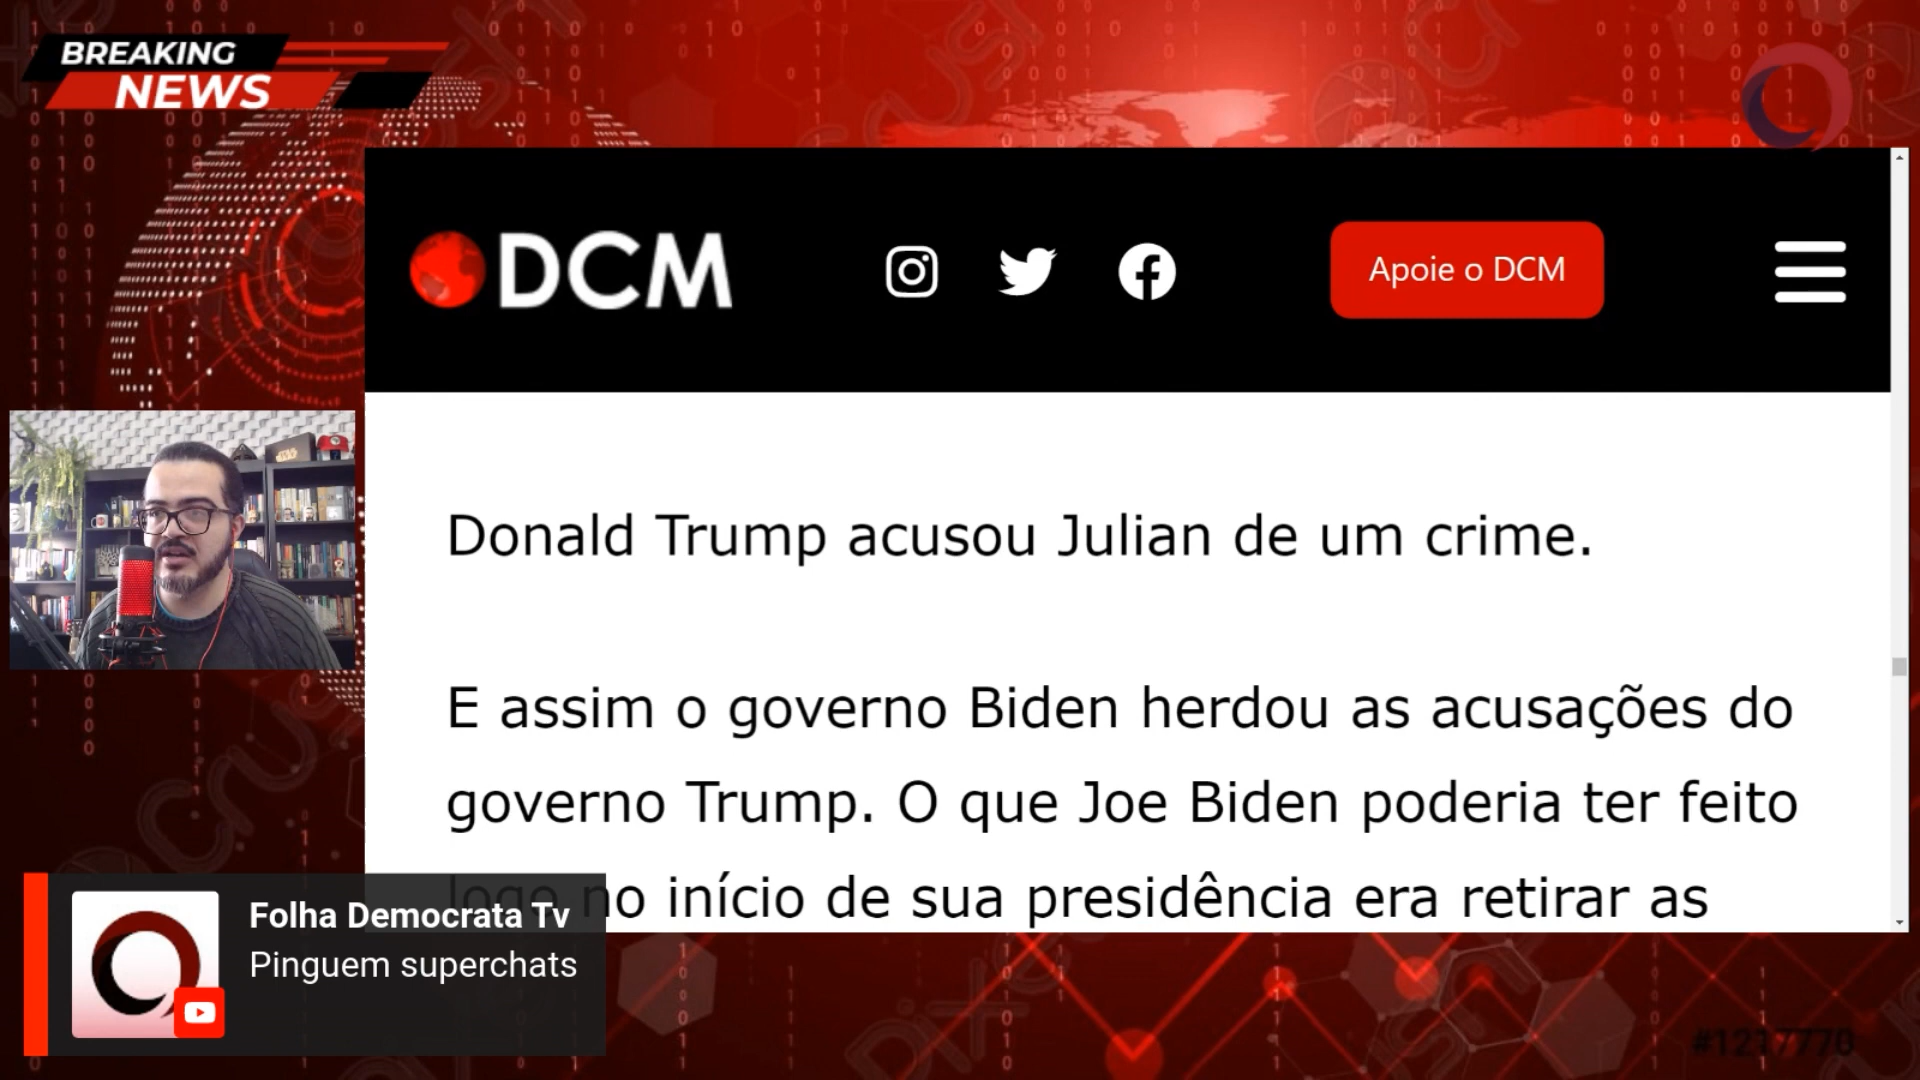 BREAKING
NEWS
DCM
Apoie o DCM
Donald Trump acusou Julian de um crime.
E assim o governo Biden herdou as acusações do
governo Trump. O que Joe Biden poderia ter feito
logo no início de sua presidência era retirar as
Folha Democrata Tv
Pinguem superchats
#1217770